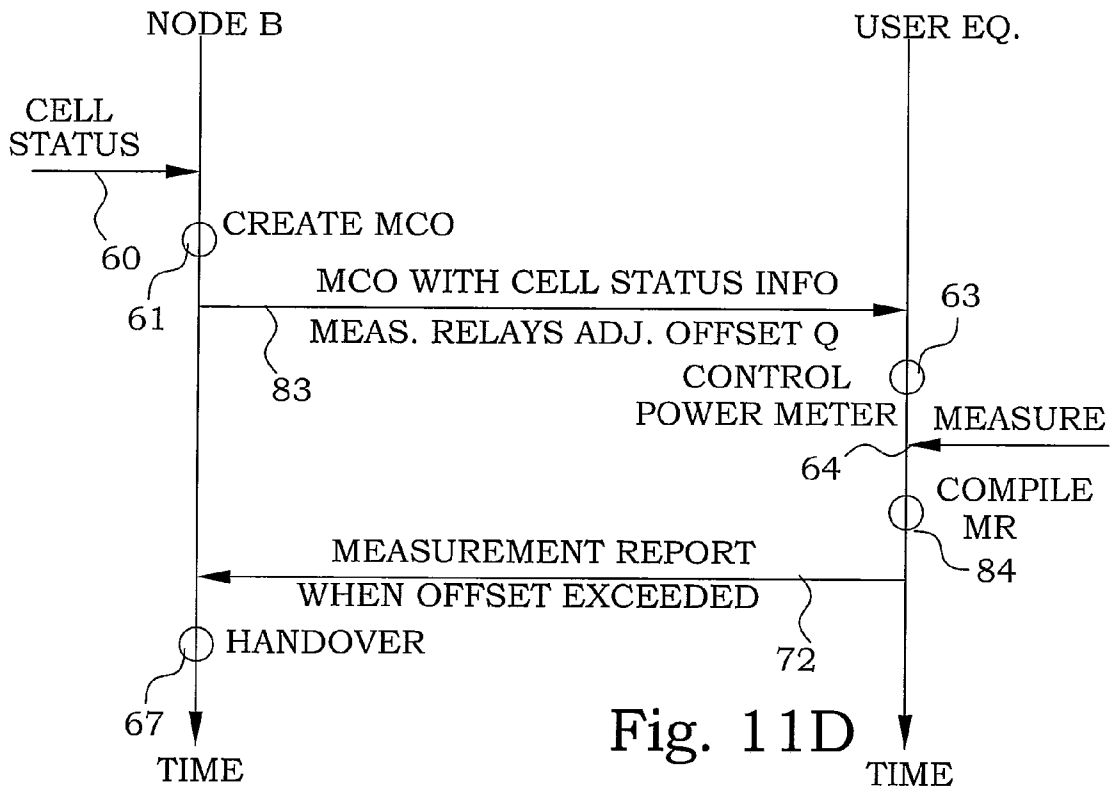 NODE B
USER EQ.
CELL
STATUS
60
CREATE MCO
61
MCO WITH CELL STATUS INFO
MEAS. RELAYS ADJ. OFFSET Q
83
63
CONTROL
POWER METER
MEASURE
64
COMPILE
MR
84
MEASUREMENT REPORT
WHEN OFFSET EXCEEDED
72
HANDOVER
67
Fig. 11D
TIME
TIME